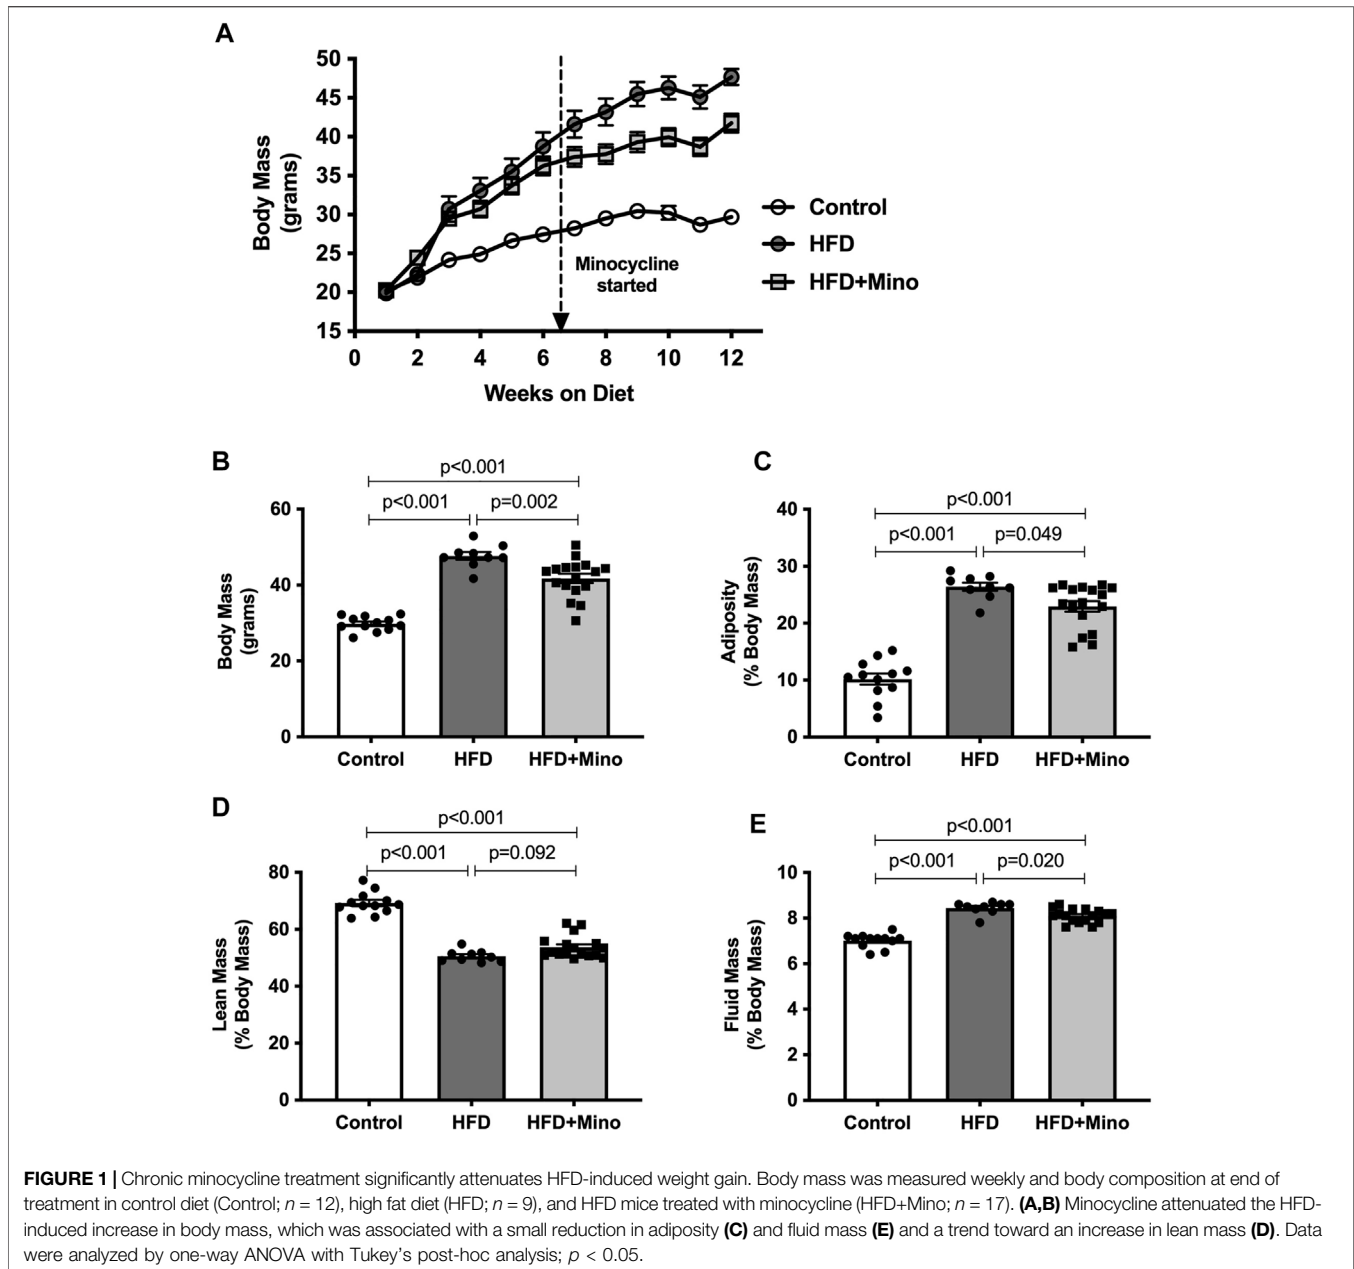 A
50
45
40
35
30
25
20
15
Body Mass
(grams)
0 2 4 6 8 10 12
Weeks on Diet
Minocycline
started
Control
HFD
HFD+Mino
B
p<0.001
p<0.001 p=0.002
60
40
20
0
Body Mass
(grams)
Control HFD HFD+Mino
C
p<0.001
p<0.001 p=0.049
40
30
20
10
0
Adiposity
(% Body Mass)
Control HFD HFD+Mino
D
p<0.001
p<0.001 p=0.092
80
60
40
20
0
Lean Mass
(% Body Mass)
Control HFD HFD+Mino
E
p<0.001
p<0.001 p=0.020
10
8
6
4
2
0
Fluid Mass
(% Body Mass)
Control HFD HFD+Mino
FIGURE 1 | Chronic minocycline treatment significantly attenuates HFD-induced weight gain. Body mass was measured weekly and body composition at end of
treatment in control diet (Control; n = 12), high fat diet (HFD; n = 9), and HFD mice treated with minocycline (HFD+Mino; n = 17). (A,B) Minocycline attenuated the HFD-
induced increase in body mass, which was associated with a small reduction in adiposity (C) and fluid mass (E) and a trend toward an increase in lean mass (D). Data
were analyzed by one-way ANOVA with Tukey's post-hoc analysis; p < 0.05.